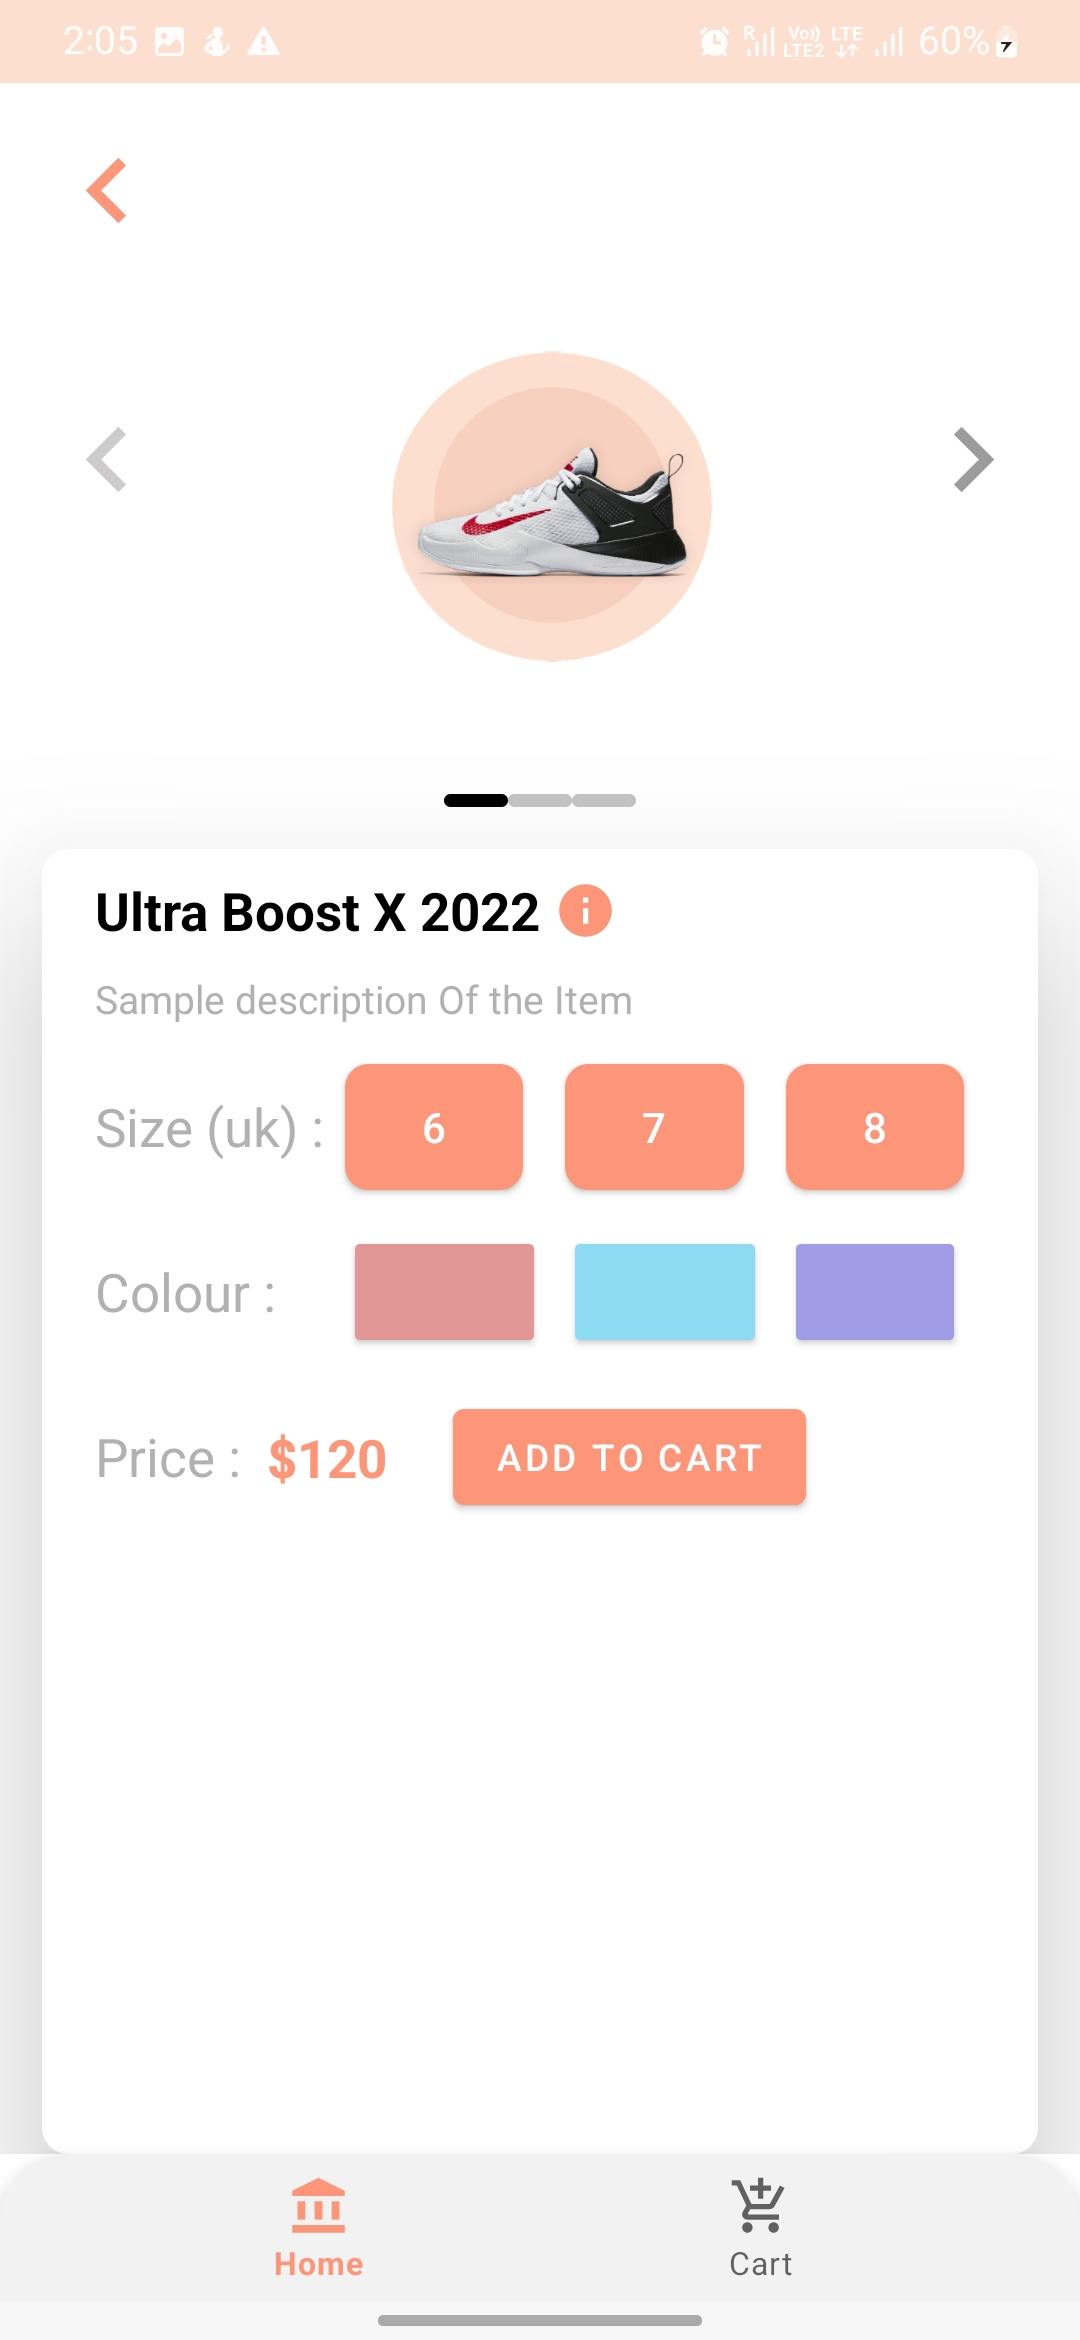 2:05 R Vo)) LTE2 LTE 60%
Ultra Boost X 2022
Sample description Of the Item
Size (uk) : 6 7 8
Colour :
Price : $120 ADD TO CART
Home Cart